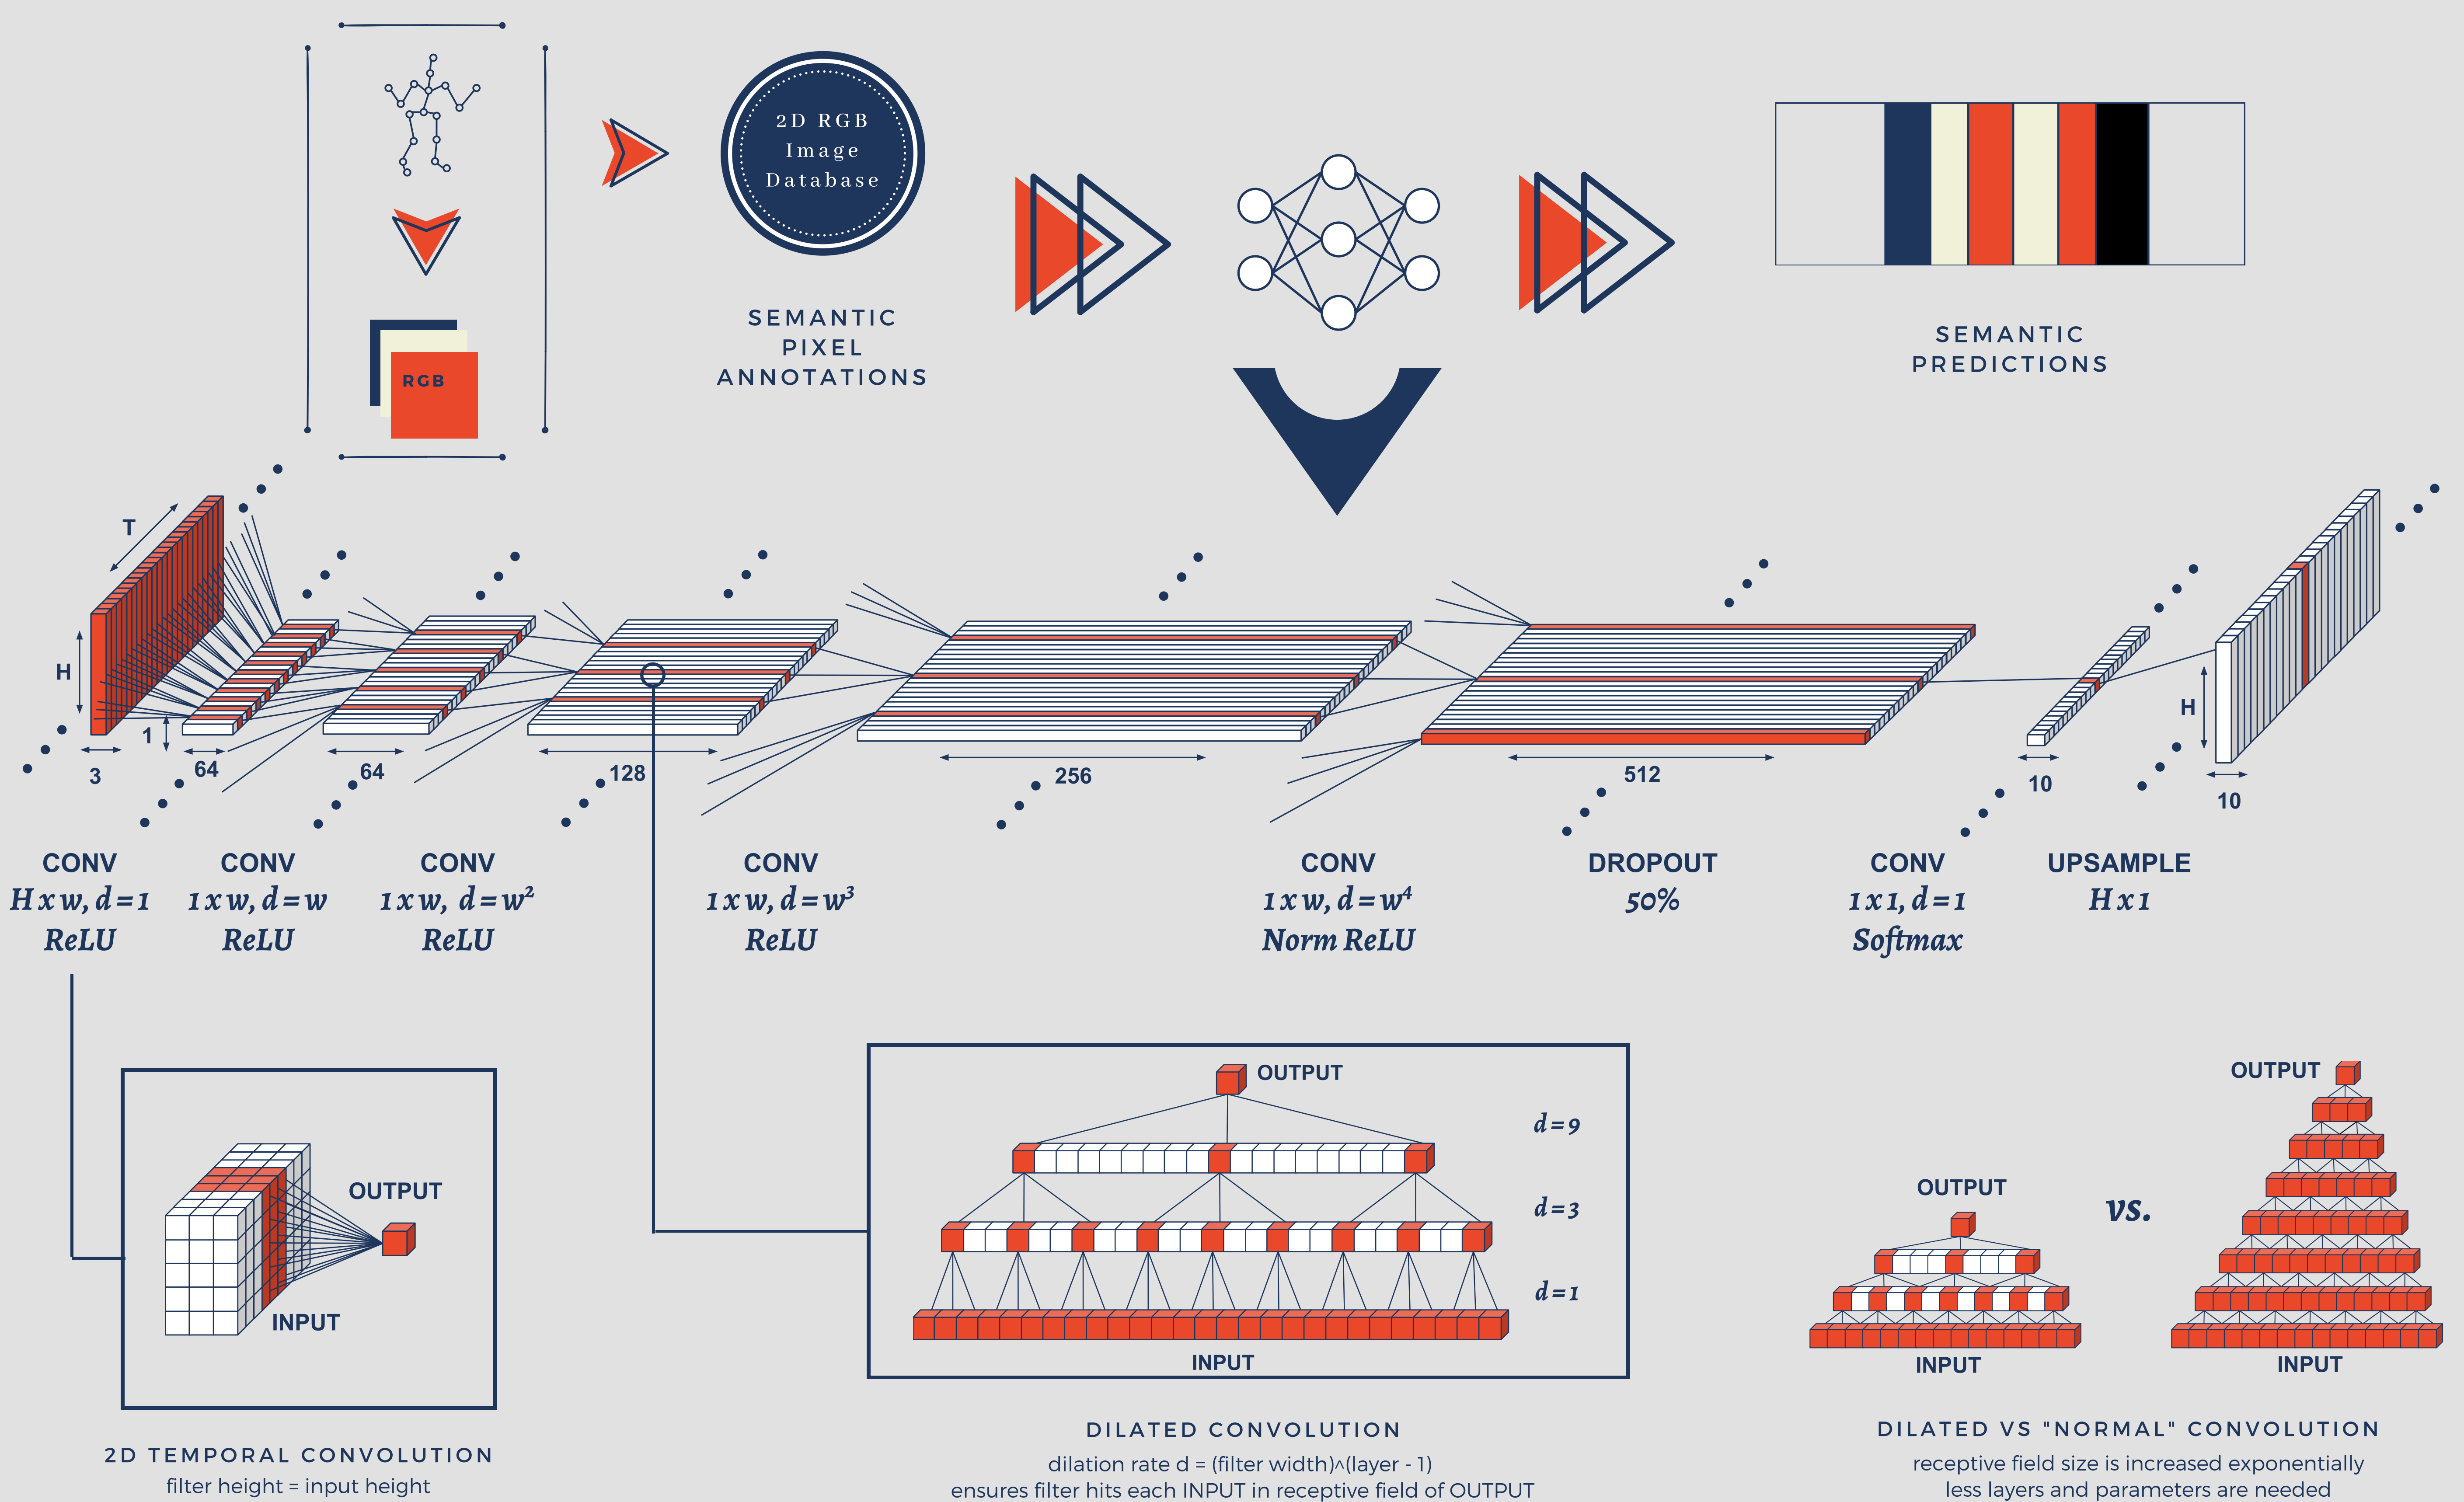 RGB
2D RGB
Image
Database
SEMANTIC
PIXEL
ANNOTATIONS
SEMANTIC
PREDICTIONS
T
H
1
3
64
64
128
256
512
10
H
10
CONV
H x w, d = 1
ReLU
CONV
1 x w, d = w
ReLU
CONV
1 x w, d = w²
ReLU
CONV
1 x w, d = w³
ReLU
CONV
1 x w, d = w⁴
Norm ReLU
DROPOUT
50%
CONV
1 x 1, d = 1
Softmax
UPSAMPLE
H x 1
OUTPUT
INPUT
2D TEMPORAL CONVOLUTION
filter height = input height
OUTPUT
d = 9
d = 3
d = 1
INPUT
DILATED CONVOLUTION
dilation rate d = (filter width)^(layer - 1)
ensures filter hits each INPUT in receptive field of OUTPUT
OUTPUT
INPUT
vs.
OUTPUT
INPUT
DILATED VS "NORMAL" CONVOLUTION
receptive field size is increased exponentially
less layers and parameters are needed